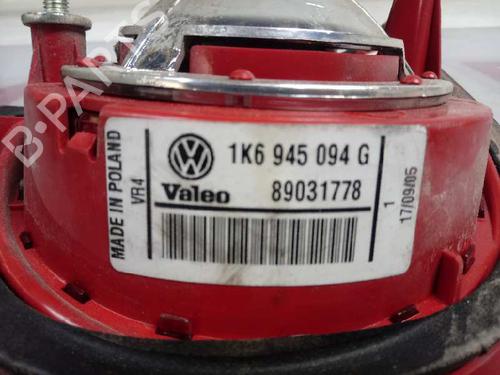 B-PARTS
MADE IN POLAND
VR4
1K6 945 094 G
Valeo 89031778
1
17/09/05